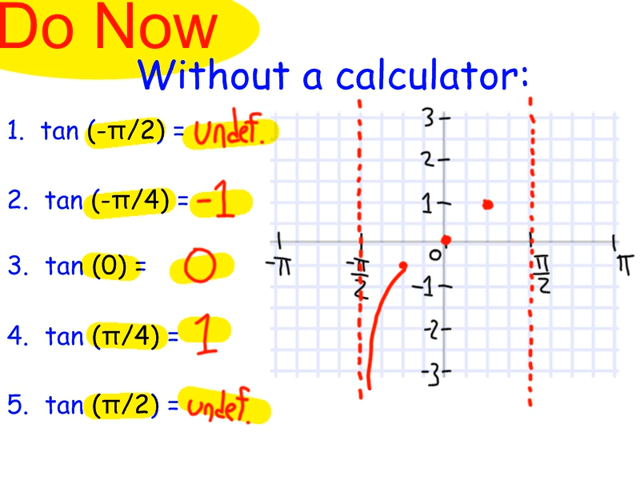 Do Now
Without a calculator:
1. tan (-π/2) = undef.
2. tan (-π/4) = -1
3. tan (0) = 0
4. tan (π/4) = 1
5. tan (π/2) = undef.
3
2
1
0
-1
-2
-3
-π
-π/2
π/2
π